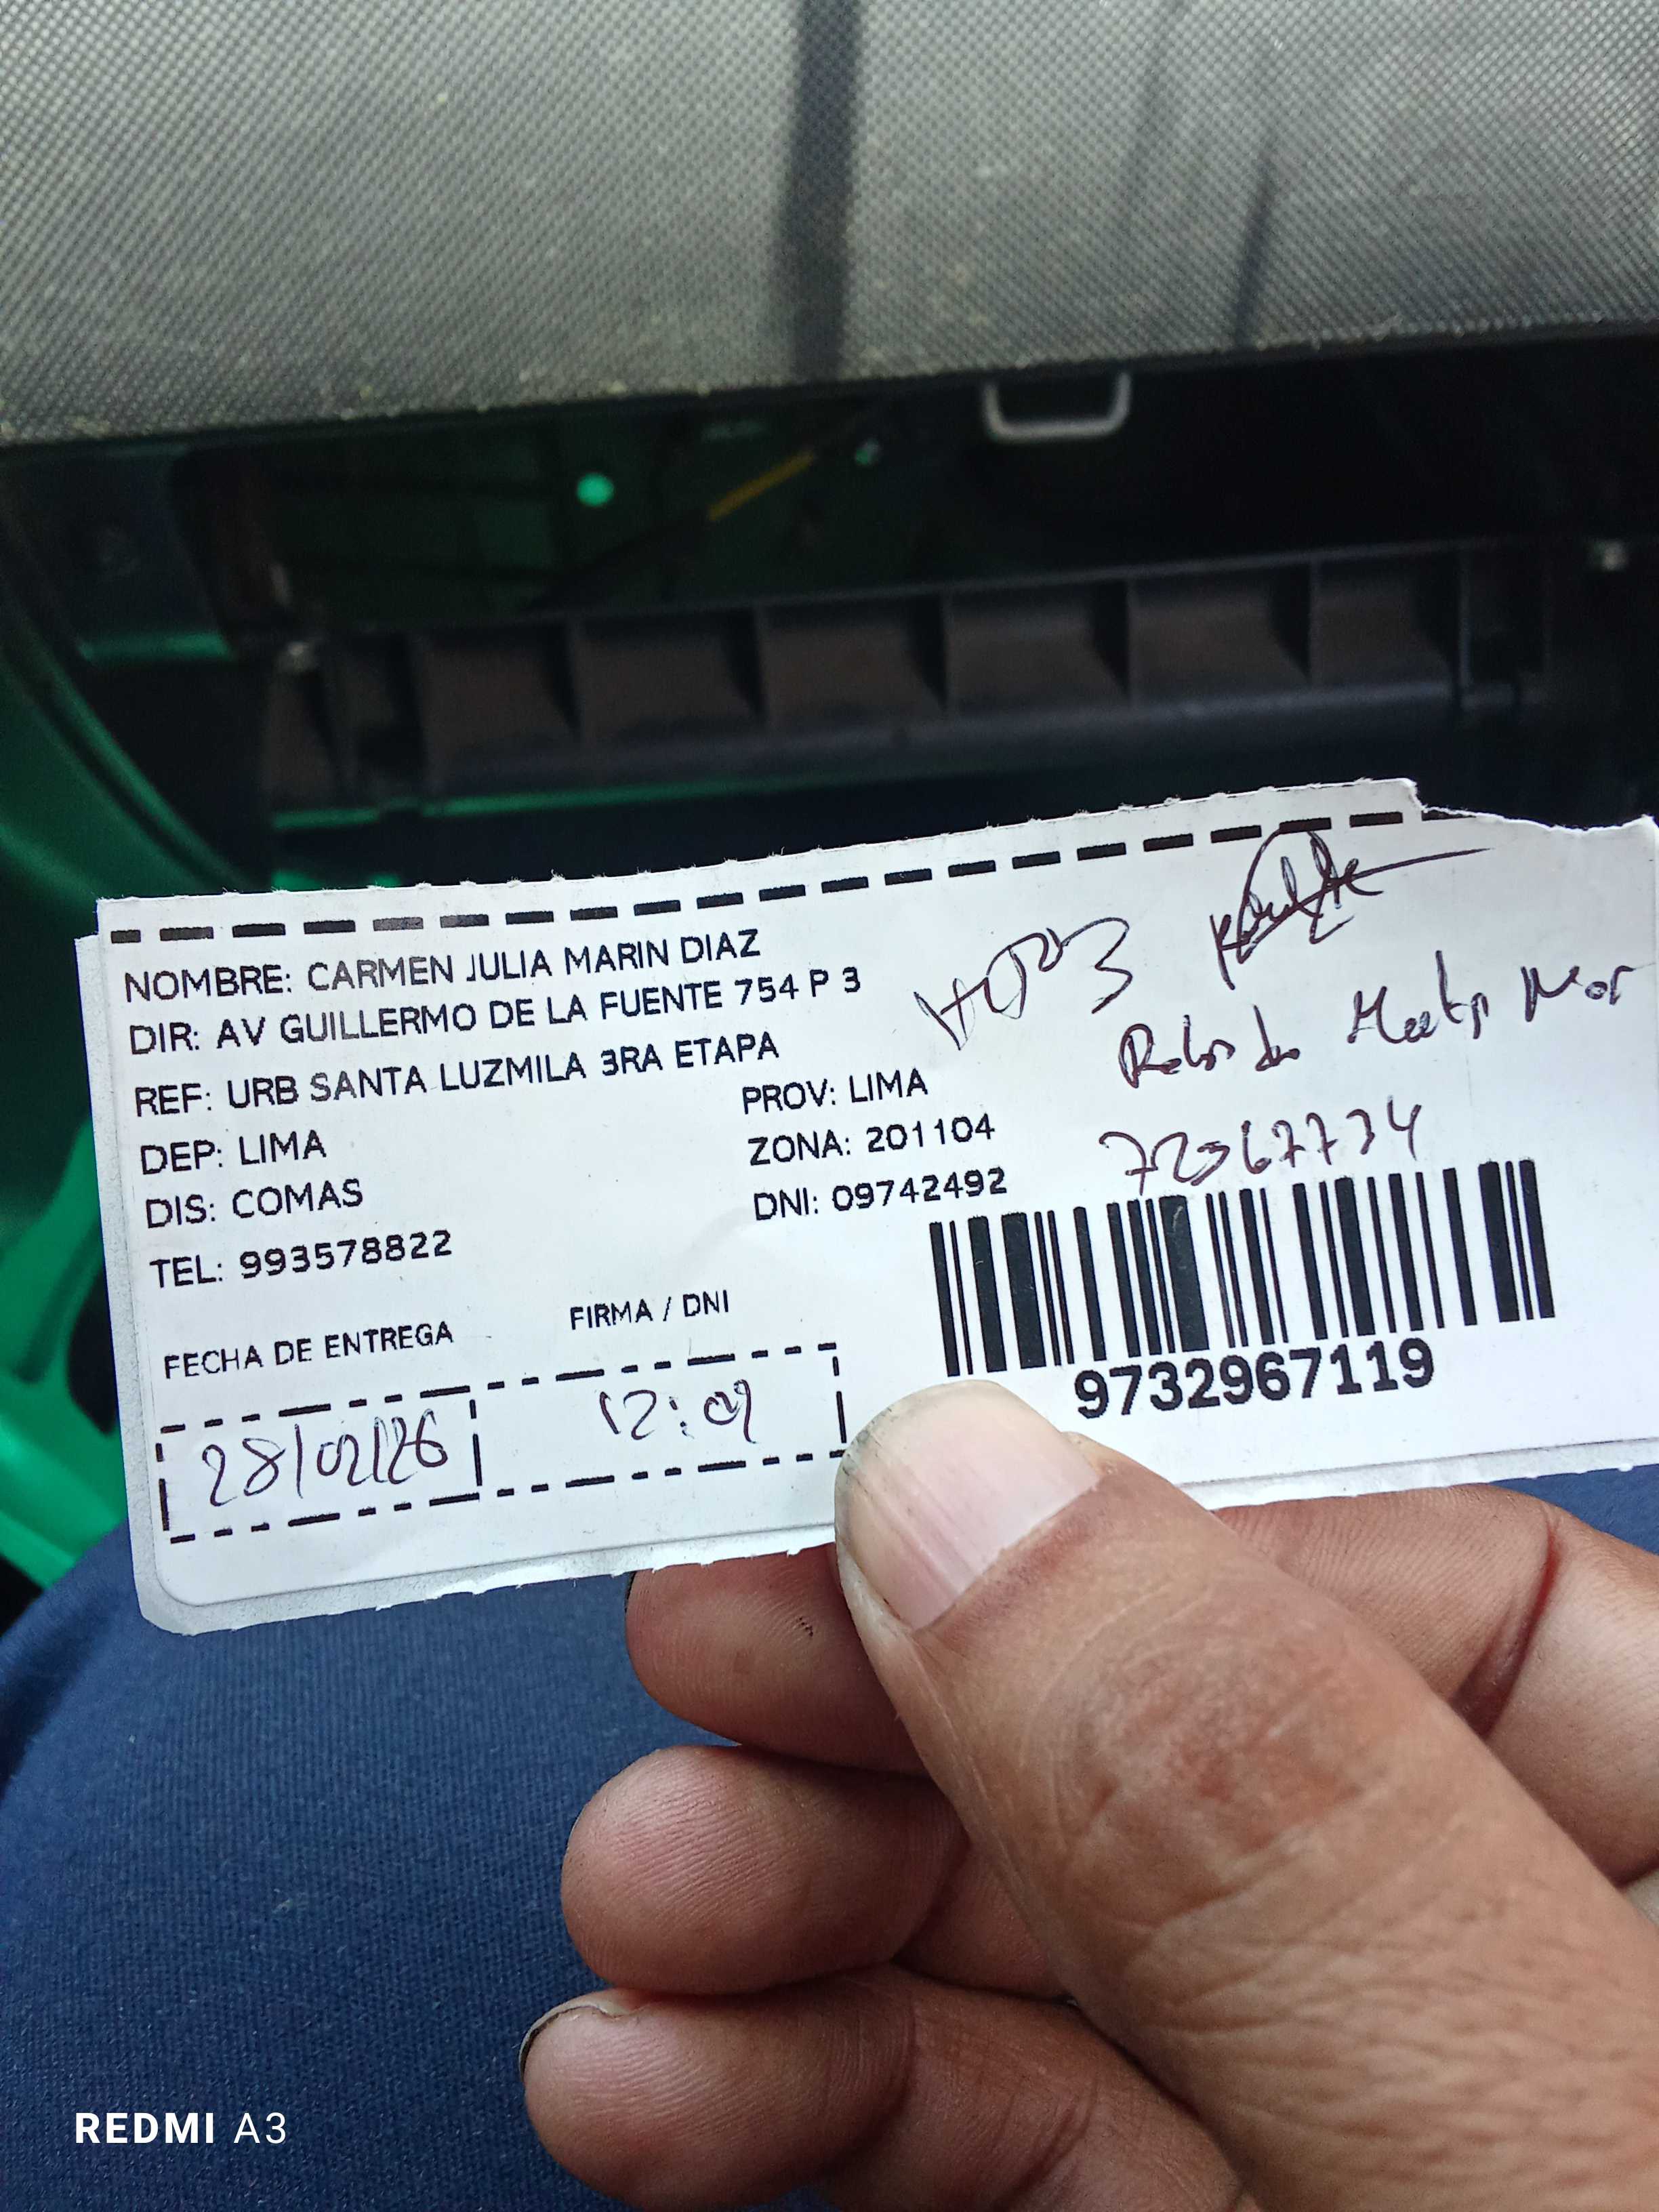 NOMBRE: CARMEN JULIA MARIN DIAZ
DIR: AV GUILLERMO DE LA FUENTE 754 P 3
REF: URB SANTA LUZMILA 3RA ETAPA
DEP: LIMA PROV: LIMA
DIS: COMAS ZONA: 201104
TEL: 993578822 DNI: 09742492
FECHA DE ENTREGA FIRMA / DNI
28/02/26 12:09
9732967119
REDMI A3